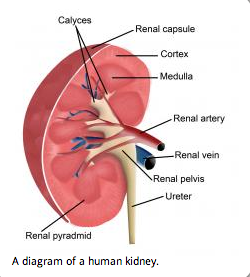 Calyces
Renal capsule
Cortex
Medulla
Renal artery
Renal vein
Renal pelvis
Ureter
Renal pyradmid
A diagram of a human kidney.